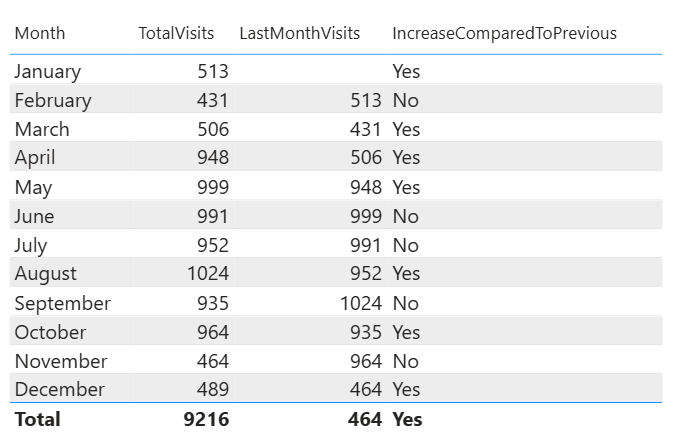 Month TotalVisits LastMonthVisits IncreaseComparedToPrevious
January 513 Yes
February 431 513 No
March 506 431 Yes
April 948 506 Yes
May 999 948 Yes
June 991 999 No
July 952 991 No
August 1024 952 Yes
September 935 1024 No
October 964 935 Yes
November 464 964 No
December 489 464 Yes
Total 9216 464 Yes